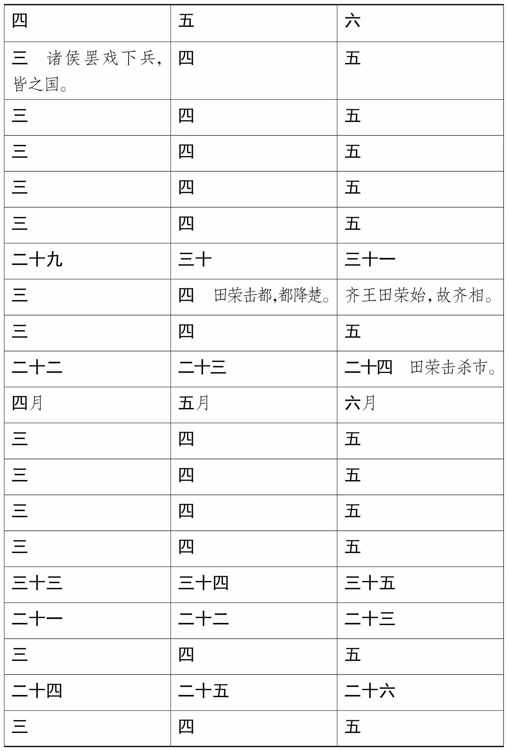 四 五 六
三 诸侯罢戏下兵， 四 五
皆之国。
三 四 五
三 四 五
三 四 五
三 四 五
二十九 三十 三十一
三 四 田荣击都，都降楚。 齐王田荣始，故齐相。
三 四 五
二十二 二十三 二十四 田荣击杀市。
四月 五月 六月
三 四 五
三 四 五
三 四 五
三 四 五
三十三 三十四 三十五
二十一 二十二 二十三
三 四 五
二十四 二十五 二十六
三 四 五